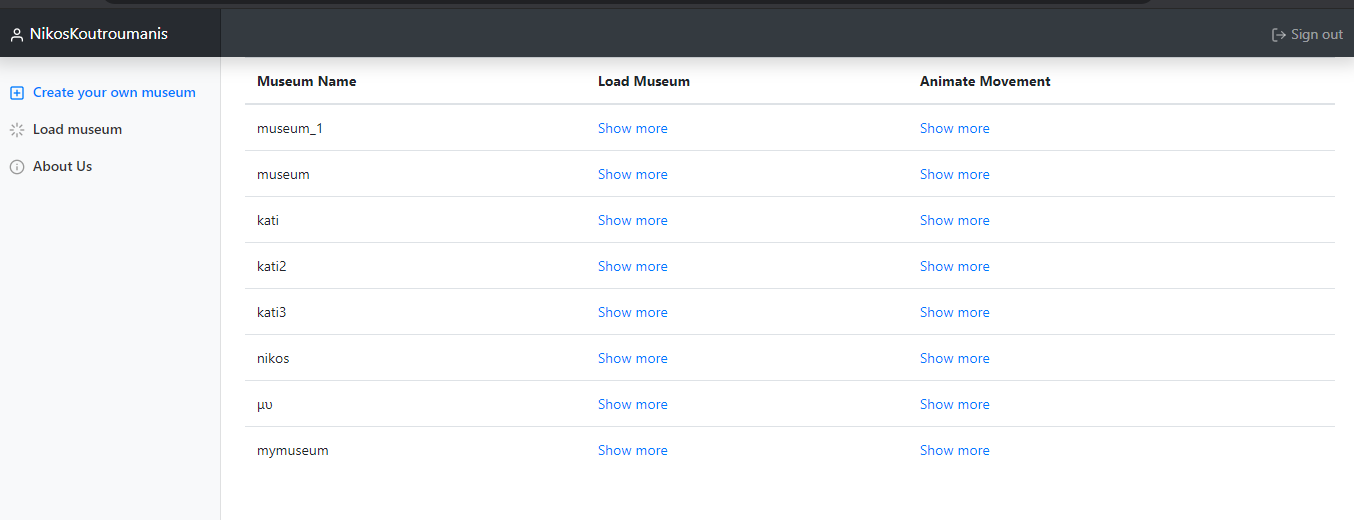 NikosKoutroumanis
Sign out
Create your own museum
Load museum
About Us
Museum Name Load Museum Animate Movement
museum_1 Show more Show more
museum Show more Show more
kati Show more Show more
kati2 Show more Show more
kati3 Show more Show more
nikos Show more Show more
μυ Show more Show more
mymuseum Show more Show more